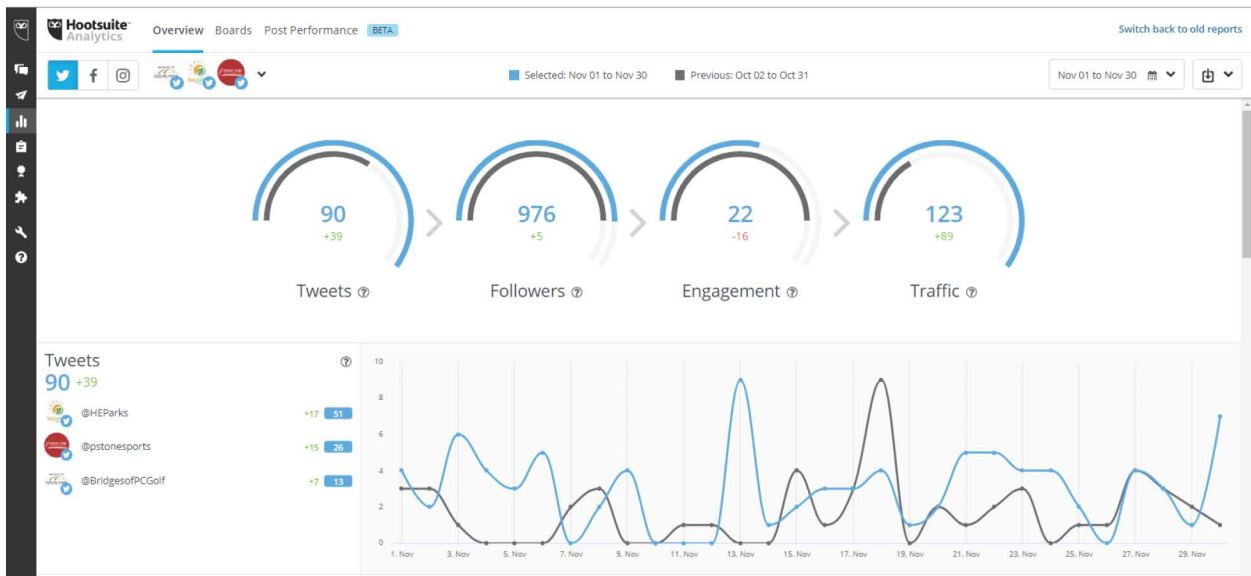 Hootsuite™
Analytics
Overview Boards Post Performance BETA
Switch back to old reports
Selected: Nov 01 to Nov 30 Previous: Oct 02 to Oct 31
Nov 01 to Nov 30
90
+39
Tweets
976
+5
Followers
22
-16
Engagement
123
+89
Traffic
Tweets
90 +39
@HEParks +17 51
@pstonesports +15 26
@BridgesofPCGolf +7 13
10
8
6
4
2
0
1. Nov 3. Nov 5. Nov 7. Nov 9. Nov 11. Nov 13. Nov 15. Nov 17. Nov 19. Nov 21. Nov 23. Nov 25. Nov 27. Nov 29. Nov